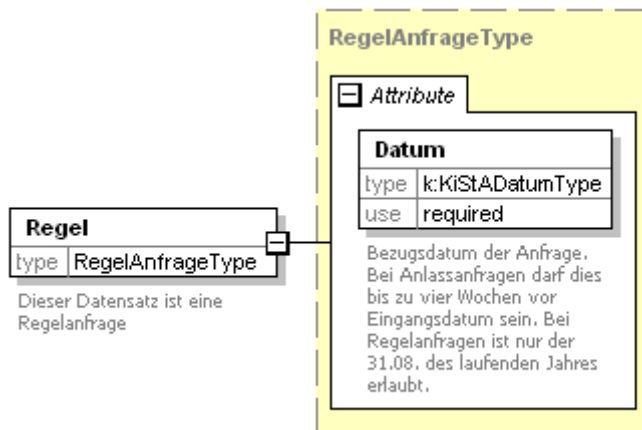 RegelAnfrageType
Attribute
Datum
type k:KiStADatumType
use required
Bezugsdatum der Anfrage.
Bei Anlassanfragen darf dies
bis zu vier Wochen vor
Eingangsdatum sein. Bei
Regelanfragen ist nur der
31.08. des laufenden Jahres
erlaubt.
Regel
type RegelAnfrageType
Dieser Datensatz ist eine
Regelanfrage